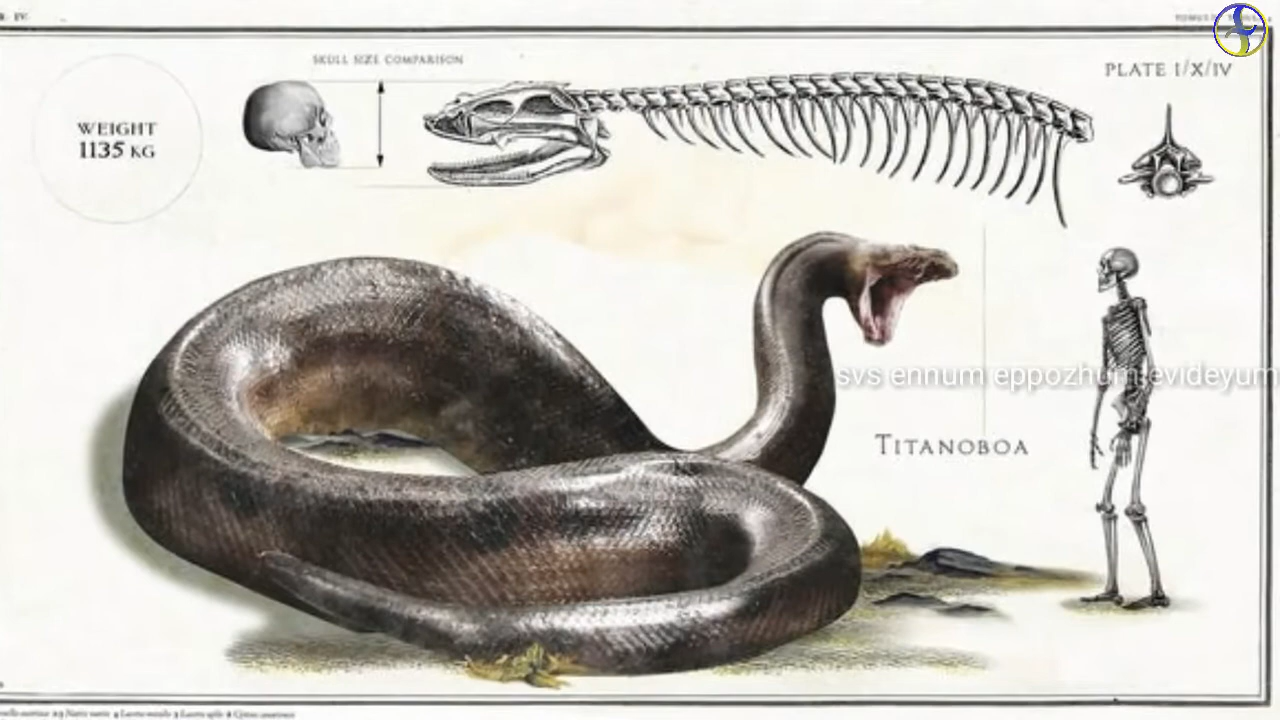 SKULL SIZE COMPARISON
PLATE I/X/IV
WEIGHT
1135 KG
svs ennum eppozhum evideyum
TITANOBOA